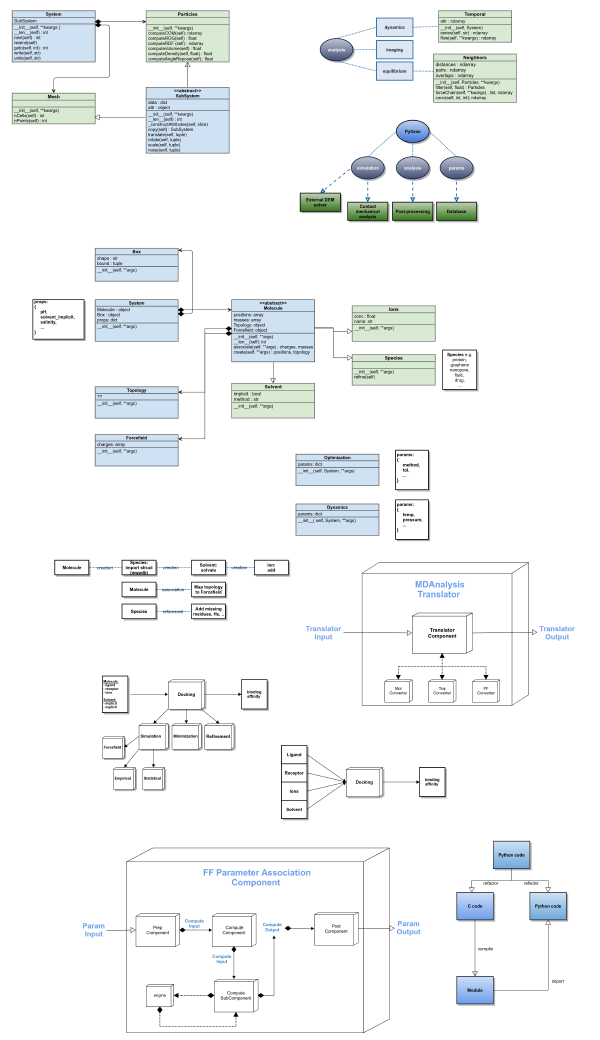 System
SubSystem
__init__(self, **kwargs )
__len__(self) : int
next(self) : int
rewind(self)
goto(self, int) : int
write(self, str)
units(self, str)
Particles
__init__(self, **kwargs)
computeCOM(self) : ndarray
computeROG(self) : float
computeRDF (self) : ndarray
computeVolume(self) : float
computeDensity(self, float) : float
computeAngleRepose(self) : float
Mesh
__init__(self, **kwargs)
nCells(self) : int
nPoints(self) : int
<<abstract>>
SubSystem
data : dict
attr : object
__init__(self, **kwargs)
__len__(self) : int
_constructAttributes(self, slice)
copy(self) : SubSystem
translate(self, tuple)
rotate(self, tuple)
scale(self, tuple)
noise(self, tuple)
analysis
dynamics
imaging
equilibrium
Temporal
attr : ndarray
__init__(self, System)
series(self, str) : ndarray
flow(self, **kwargs) : ndarray
Neighbors
distances : ndarray
pairs : ndarray
overlaps : ndarray
__init__(self, Particles, **kwargs)
filter(self, float) : Particles
forceChain(self, **kwargs) : list, ndarray
coon(self, int, int) ndarray
PyGran
simulation
analysis
params
External DEM
solver
Contact
mechanical
analysis
Post-processing
Database
Box
shape : str
bound : tuple
__init__(self, **args)
props:
{
pH,
solvent_implicit,
salinity,
...
}
System
Molecule : object
Box : object
props: dict
__init__(self, **args)
<<abstract>>
Molecule
positions: array
masses: array
Topology: object
Forcefield: object
__init__(self, **args)
__len__(self): int
associate(self, **args) : charges, masses
create(self, **args) : positions, topology
Ions
conc : float
name: str
__init__(self, **args)
Species
__init__(self, **args)
refine(self)
Species e.g.
protein,
graphene
nanopore,
fluid,
drug,
...
Topology
??
__init__(self, **args)
Solvent
implicit : bool
method : str
__init__(self, **args)
Forcefield
charges: array
__init__(self, **args)
Optimization
params: dict
__init__(self, System, **args)
params:
{
method,
tol,
...
}
Dynamics
params: dict
__init__( self, System, **args)
params:
{
temp,
pressure,
...
}
Molecule
creation
Species:
import struct
(wwpdb)
creation
Solvent:
solvate
creation
Ion:
add
Molecule
association
Map topology
to Forcefield
Species
refinement
Add missing
residues, Hs, ..
MDAnalysis
Translator
Translator
Input
Translator
Component
Translator
Output
Mol
Converter
Top
Converter
FF
Converter
Molecule:
-ligand
-receptor
-ions
Solvent:
-implicit
-explicit
Docking
binding
affinity
Simulation
Minimization
Refinement
Forcefield
Empirical
Statistical
Ligand
Receptor
Ions
Solvent
Docking
binding
affinity
FF Parameter Association
Component
Param
Input
Prep
Component
Compute
Input
Compute
Component
Compute
Output
Post
Component
Param
Output
Compute
Input
engine
Compute
SubComponent
Python code
refactor
refactor
C code
Python code
compile
Module
import